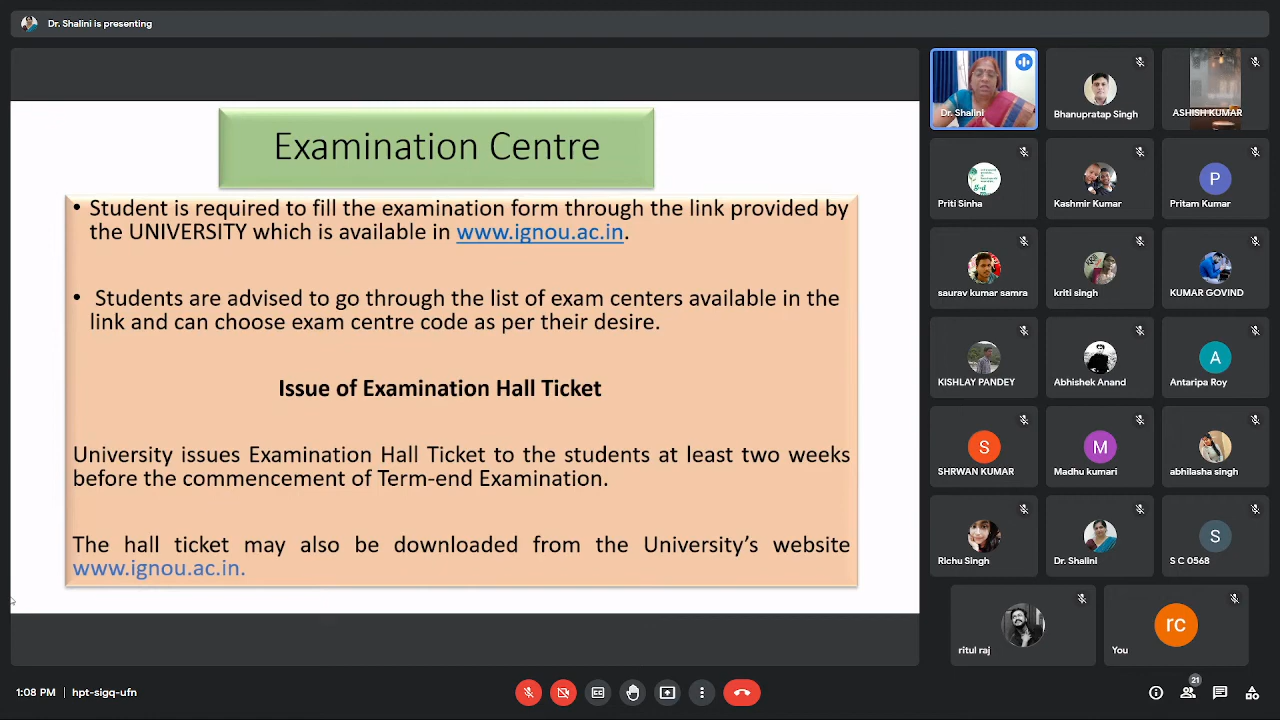 Dr. Shalini is presenting
Examination Centre
• Student is required to fill the examination form through the link provided by
the UNIVERSITY which is available in www.ignou.ac.in.
• Students are advised to go through the list of exam centers available in the
link and can choose exam centre code as per their desire.
Issue of Examination Hall Ticket
University issues Examination Hall Ticket to the students at least two weeks
before the commencement of Term-end Examination.
The hall ticket may also be downloaded from the University's website
www.ignou.ac.in.
Dr. Shalini
Bhanupratap Singh
ASHISH KUMAR
Priti Sinha
Kashmir Kumar
P
Pritam Kumar
saurav kumar samra
kriti singh
KUMAR GOVIND
KISHLAY PANDEY
Abhishek Anand
A
Antaripa Roy
S
SHRWAN KUMAR
M
Madhu kumari
abhilasha singh
Richu Singh
Dr. Shalini
S
S C 0568
ritul raj
rc
You
1:08 PM | hpt-sigq-ufn
21